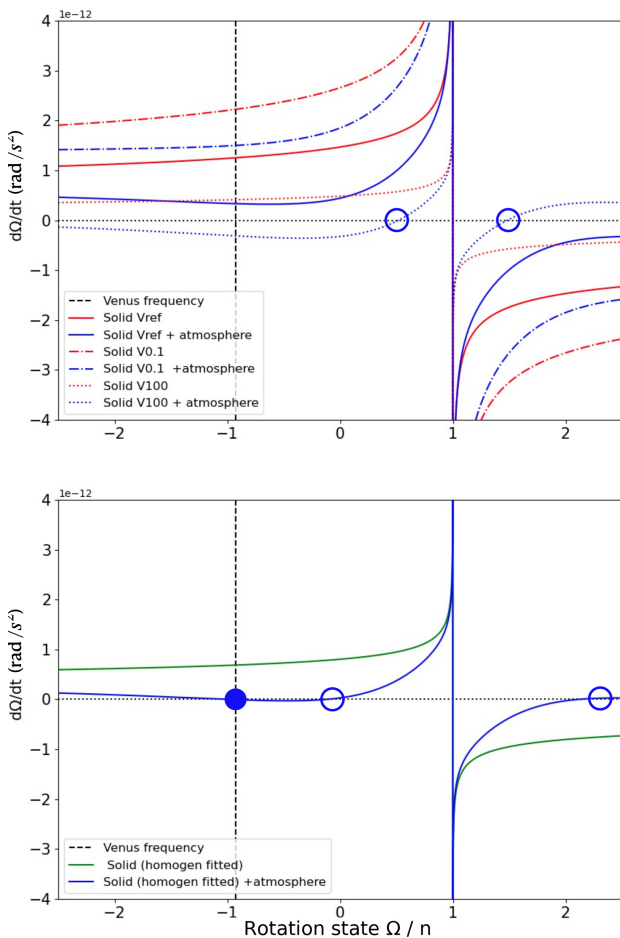 1e−12
4
3
2
1
0
−1
−2
−3
−4
dΩ/dt (rad /s²)
Venus frequency
Solid Vref
Solid Vref + atmosphere
Solid V0.1
Solid V0.1  +atmosphere
Solid V100
Solid V100 + atmosphere
−2 −1 0 1 2
1e−12
4
3
2
1
0
−1
−2
−3
−4
dΩ/dt (rad /s²)
Venus frequency
Solid (homogen fitted)
Solid (homogen fitted) +atmosphere
−2 −1 0 1 2
Rotation state Ω / n